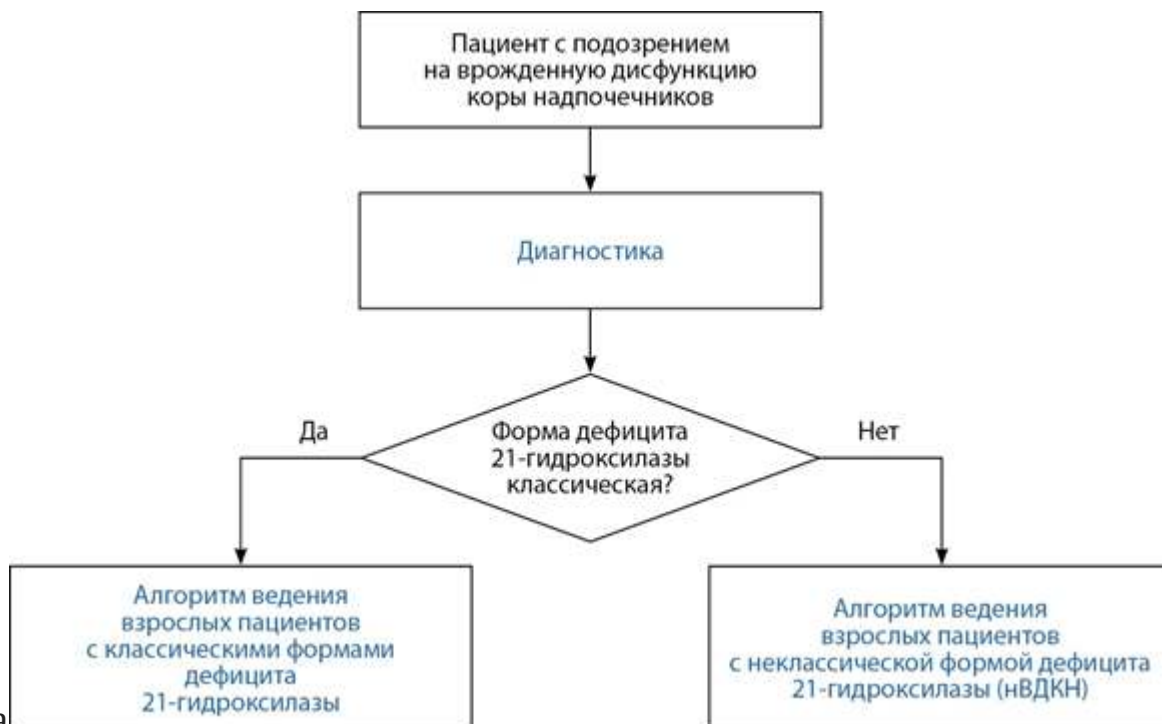 Пациент с подозрением
на врожденную дисфункцию
коры надпочечников
Диагностика
Да
Форма дефицита
21-гидроксилазы
классическая?
Нет
Алгоритм ведения
взрослых пациентов
с классическими формами
дефицита
21-гидроксилазы
Алгоритм ведения
взрослых пациентов
с неклассической формой дефицита
21-гидроксилазы (нВДКН)